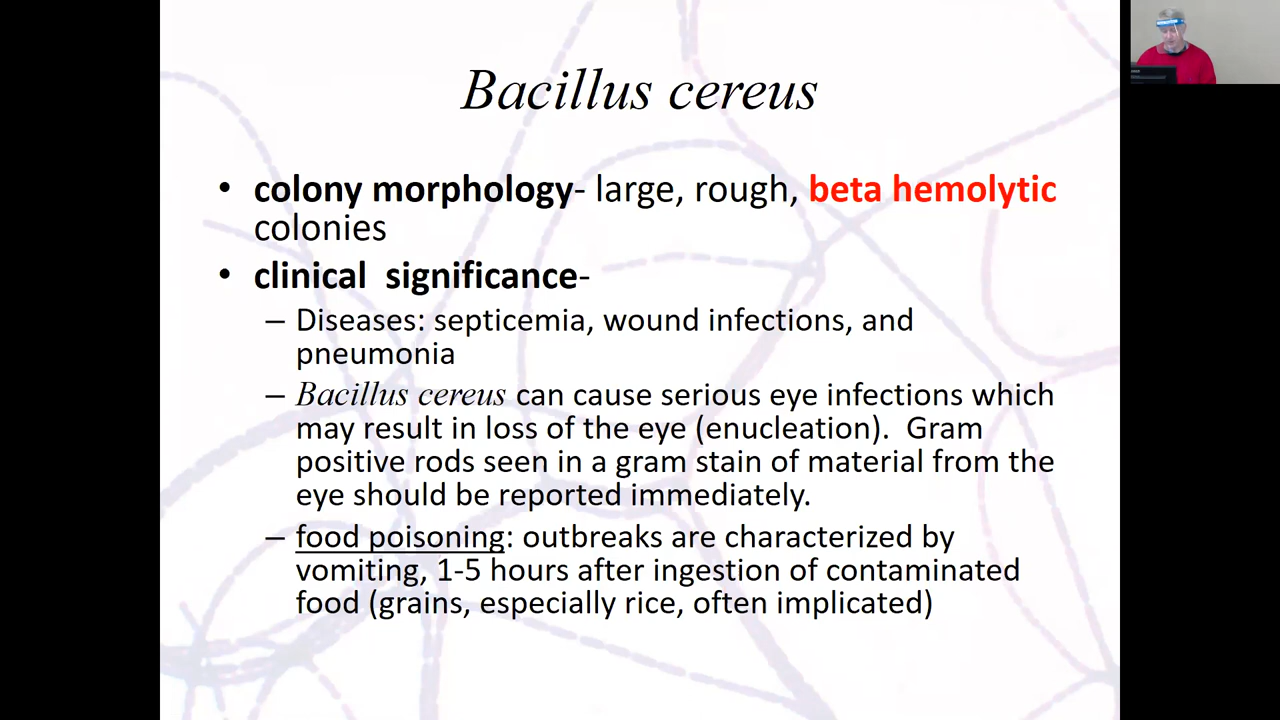 Bacillus cereus
• colony morphology- large, rough, beta hemolytic
colonies
• clinical  significance-
– Diseases: septicemia, wound infections, and
pneumonia
– Bacillus cereus can cause serious eye infections which
may result in loss of the eye (enucleation).  Gram
positive rods seen in a gram stain of material from the
eye should be reported immediately.
– food poisoning: outbreaks are characterized by
vomiting, 1-5 hours after ingestion of contaminated
food (grains, especially rice, often implicated)